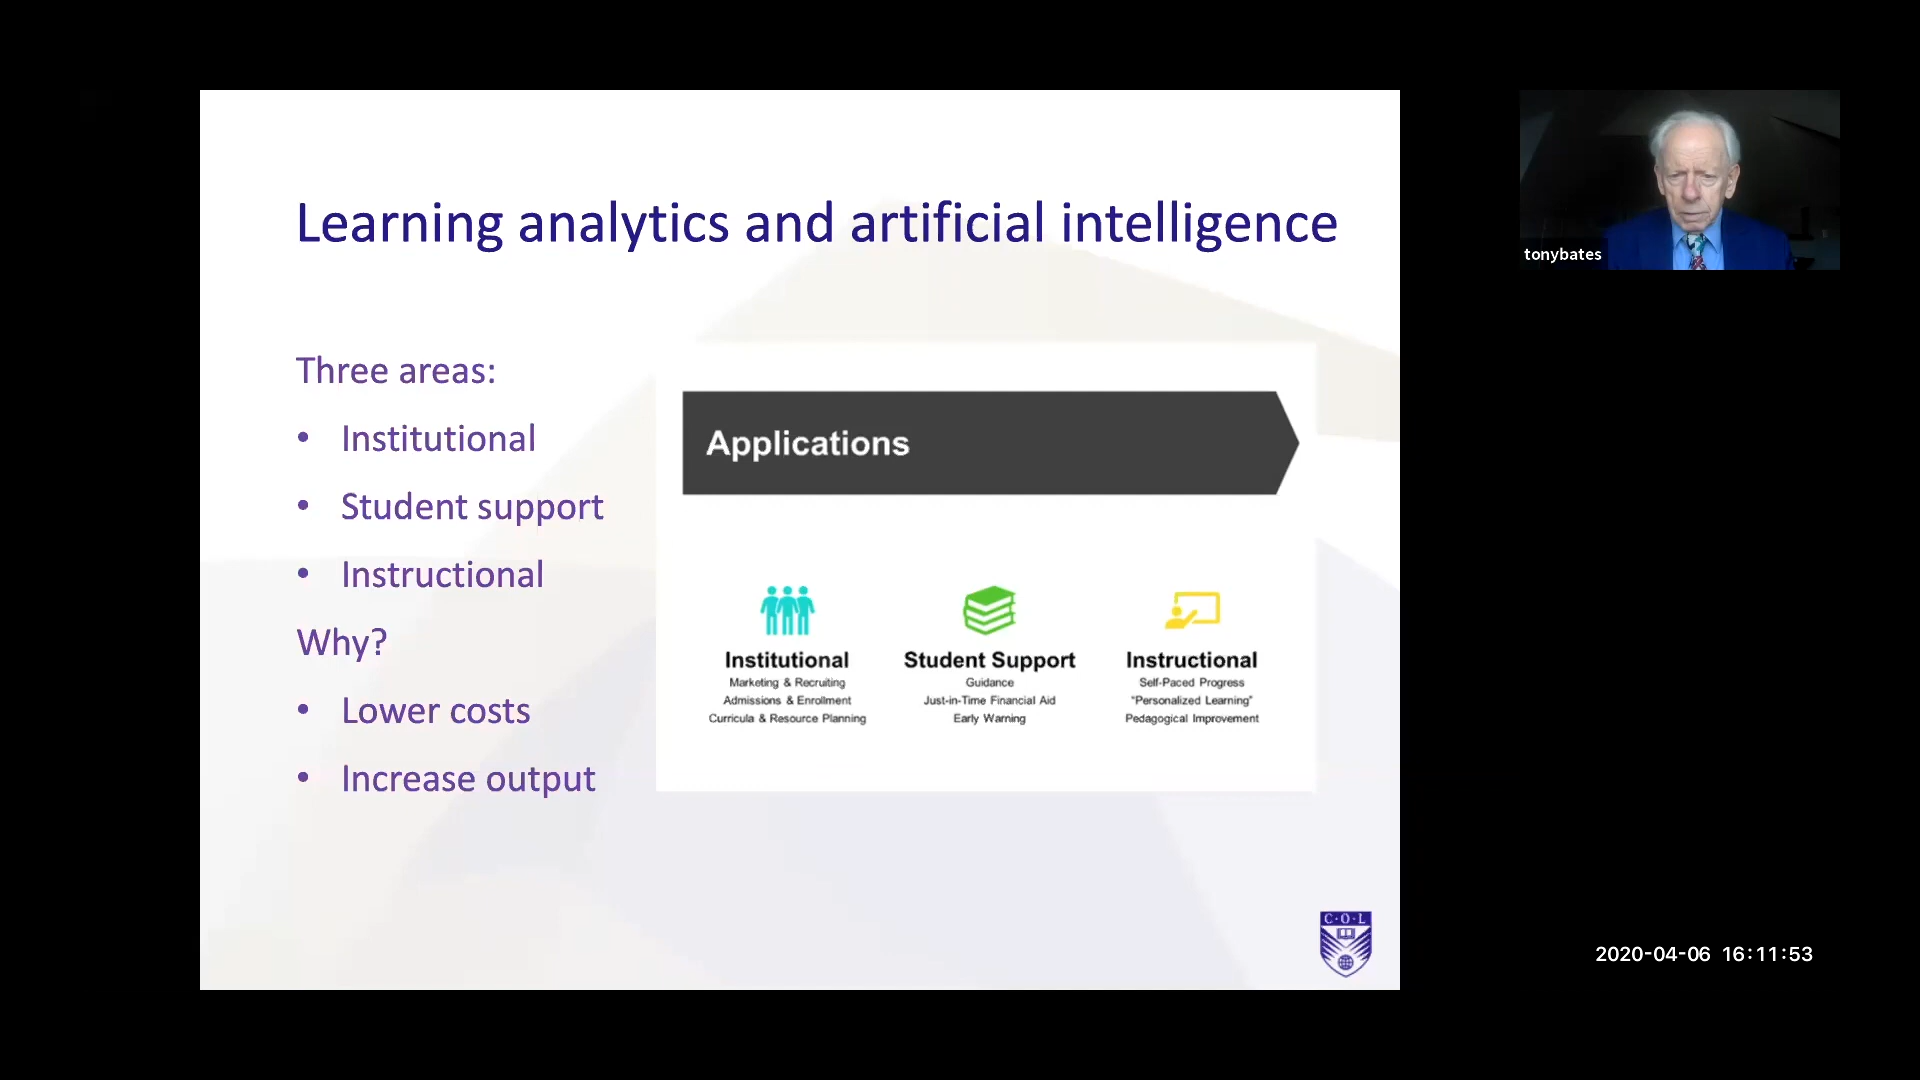 Learning analytics and artificial intelligence
Three areas:
• Institutional
• Student support
• Instructional
Why?
• Lower costs
• Increase output
Applications
Institutional
Marketing & Recruiting
Admissions & Enrollment
Curricula & Resource Planning
Student Support
Guidance
Just-in-Time Financial Aid
Early Warning
Instructional
Self-Paced Progress
"Personalized Learning"
Pedagogical Improvement
C·O·L
tonybates
2020-04-06 16:11:53